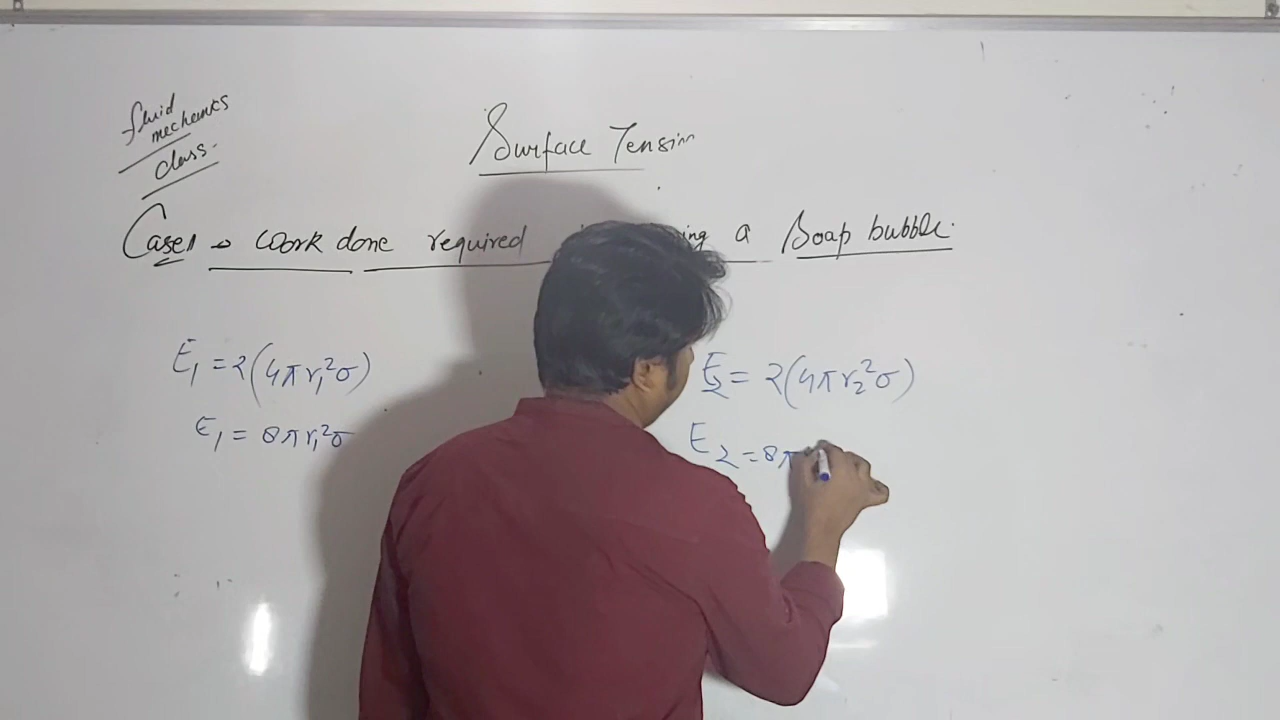 fluid
mechanics
class.
Surface Tension
Case1 → Work done required a Soap bubble.
E₁ = 2(4πr₁²σ)
E₁ = 8πr₁²σ
E₂ = 2(4πr₂²σ)
E₂ = 8π